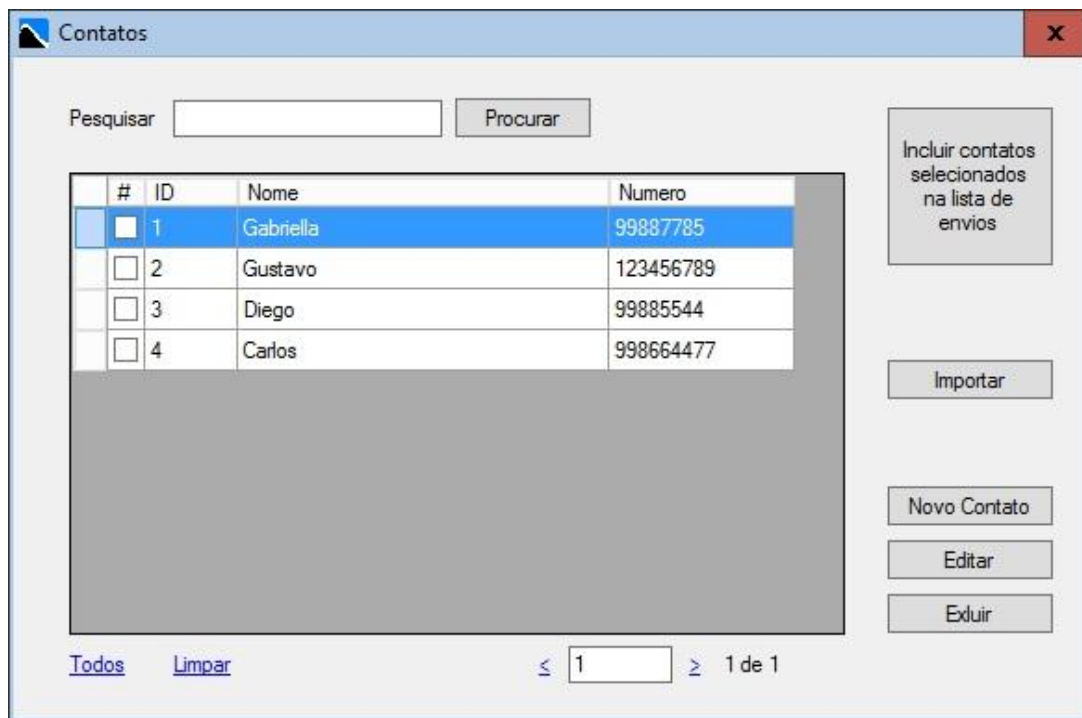 Contatos
x
Pesquisar Procurar
Incluir contatos
selecionados
na lista de
envios
# ID Nome Numero
1 Gabriella 99887785
2 Gustavo 123456789
3 Diego 99885544
4 Carlos 998664477
Importar
Novo Contato
Editar
Exluir
Todos Limpar < 1 > 1 de 1